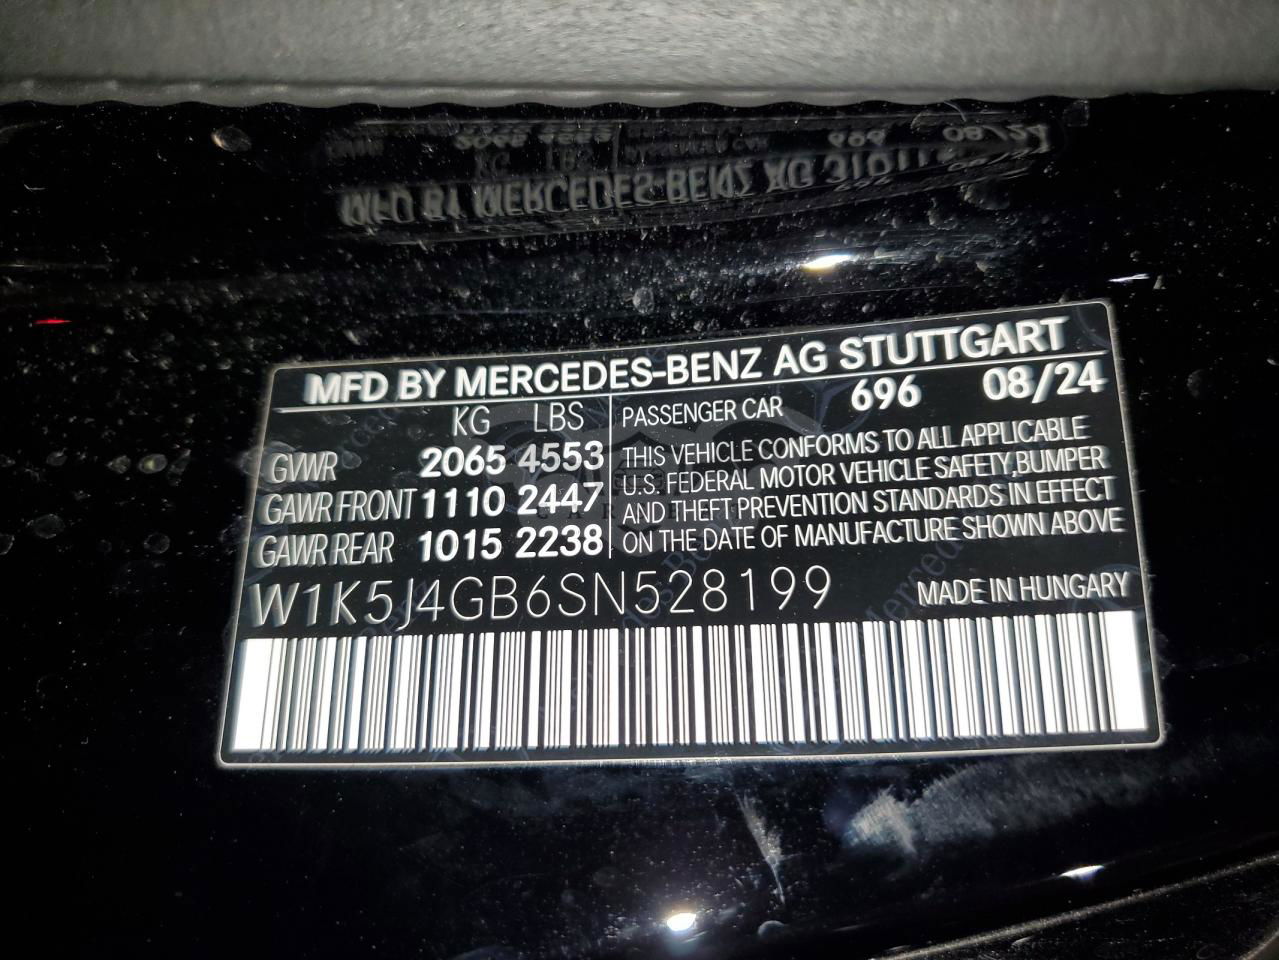 MFD BY MERCEDES-BENZ AG STUTTGART
KG LBS PASSENGER CAR 696 08/24
GVWR 2065 4553 THIS VEHICLE CONFORMS TO ALL APPLICABLE
GAWR FRONT 1110 2447 U.S. FEDERAL MOTOR VEHICLE SAFETY,BUMPER
AND THEFT PREVENTION STANDARDS IN EFFECT
GAWR REAR 1015 2238 ON THE DATE OF MANUFACTURE SHOWN ABOVE
W1K5J4GB6SN528199 MADE IN HUNGARY